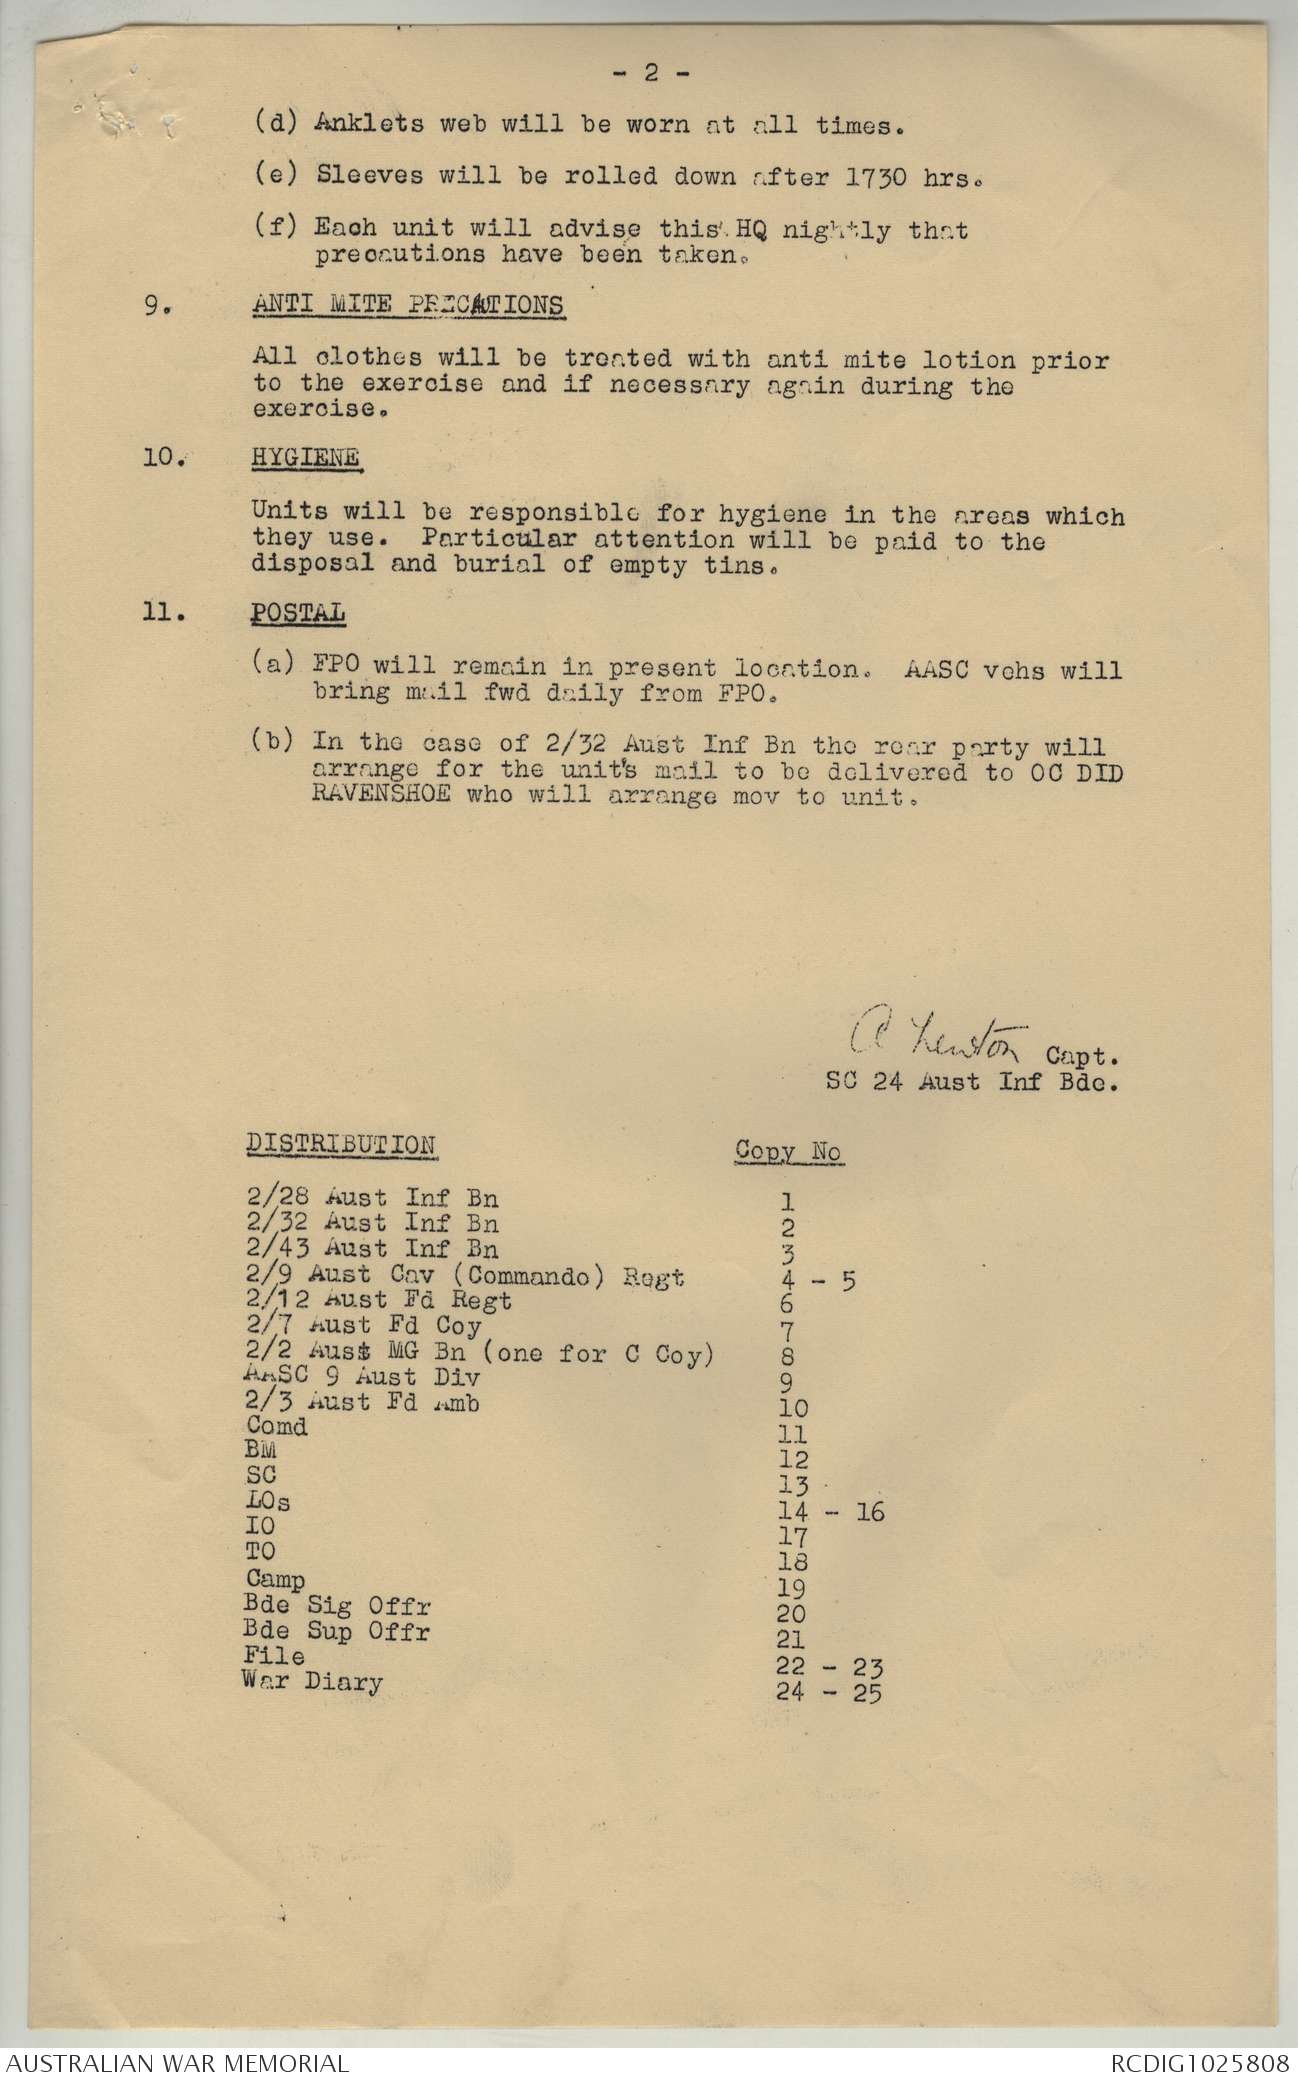 - 2 -
(d) Anklets web will be worn at all times.
(e) Sleeves will be rolled down after 1730 hrs.
(f) Each unit will advise this HQ nightly that
precautions have been taken.
9. ANTI MITE PRECATIONS
All clothes will be treated with anti mite lotion prior
to the exercise and if necessary again during the
exercise.
10. HYGIENE
Units will be responsible for hygiene in the areas which
they use. Particular attention will be paid to the
disposal and burial of empty tins.
11. POSTAL
(a) FPO will remain in present location. AASC vehs will
bring mail fwd daily from FPO.
(b) In the case of 2/32 Aust Inf Bn the rear party will
arrange for the unit's mail to be delivered to OC DID
RAVENSHOE who will arrange mov to unit.
A Newton Capt.
SC 24 Aust Inf Bde.
DISTRIBUTION Copy No
2/28 Aust Inf Bn 1
2/32 Aust Inf Bn 2
2/43 Aust Inf Bn 3
2/9 Aust Cav (Commando) Regt 4 - 5
2/12 Aust Fd Regt 6
2/7 Aust Fd Coy 7
2/2 Aust MG Bn (one for C Coy) 8
AASC 9 Aust Div 9
2/3 Aust Fd Amb 10
Comd 11
BM 12
SC 13
LOs 14 - 16
IO 17
TO 18
Camp 19
Bde Sig Offr 20
Bde Sup Offr 21
File 22 - 23
War Diary 24 - 25
AUSTRALIAN WAR MEMORIAL RCDIG1025808